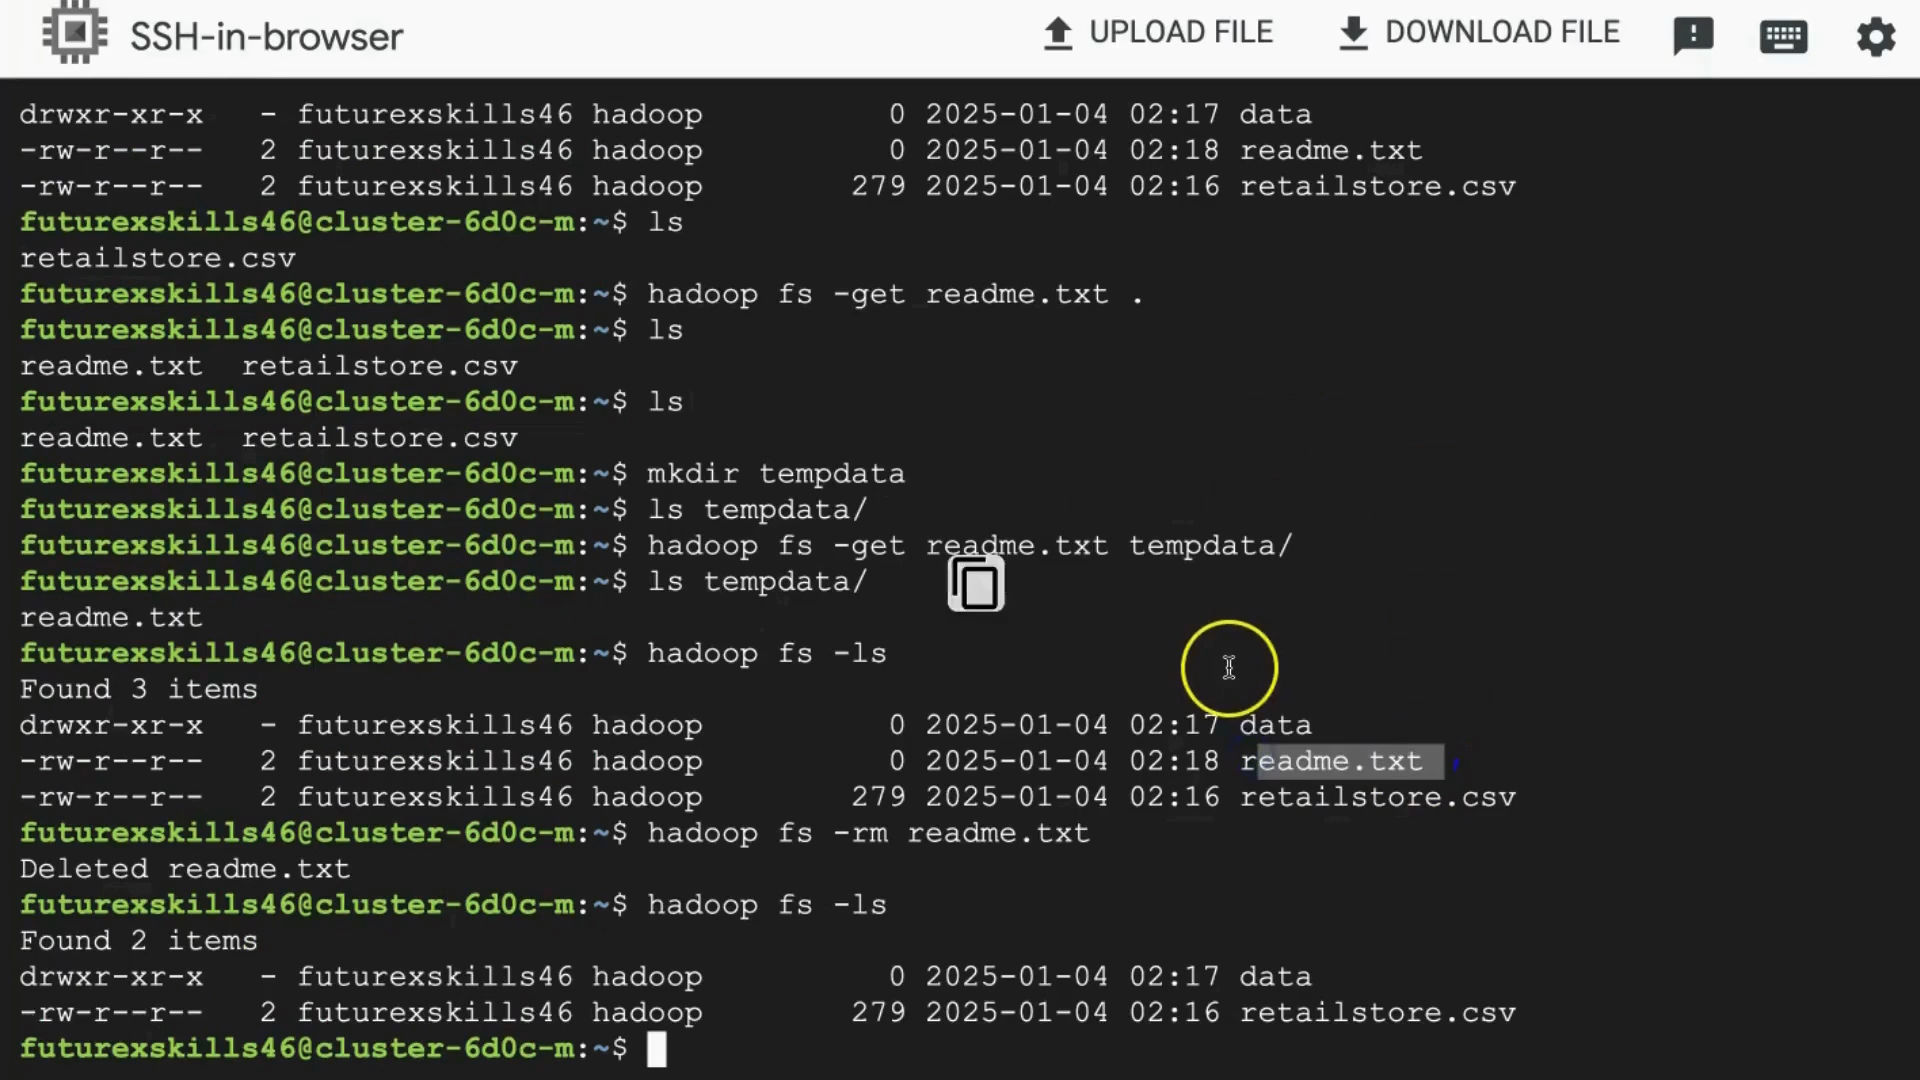 SSH-in-browser UPLOAD FILE DOWNLOAD FILE
drwxr-xr-x   - futurexskills46 hadoop          0 2025-01-04 02:17 data
-rw-r--r--   2 futurexskills46 hadoop          0 2025-01-04 02:18 readme.txt
-rw-r--r--   2 futurexskills46 hadoop        279 2025-01-04 02:16 retailstore.csv
futurexskills46@cluster-6d0c-m:~$ ls
retailstore.csv
futurexskills46@cluster-6d0c-m:~$ hadoop fs -get readme.txt .
futurexskills46@cluster-6d0c-m:~$ ls
readme.txt  retailstore.csv
futurexskills46@cluster-6d0c-m:~$ ls
readme.txt  retailstore.csv
futurexskills46@cluster-6d0c-m:~$ mkdir tempdata
futurexskills46@cluster-6d0c-m:~$ ls tempdata/
futurexskills46@cluster-6d0c-m:~$ hadoop fs -get readme.txt tempdata/
futurexskills46@cluster-6d0c-m:~$ ls tempdata/
readme.txt
futurexskills46@cluster-6d0c-m:~$ hadoop fs -ls
Found 3 items
drwxr-xr-x   - futurexskills46 hadoop          0 2025-01-04 02:17 data
-rw-r--r--   2 futurexskills46 hadoop          0 2025-01-04 02:18 readme.txt
-rw-r--r--   2 futurexskills46 hadoop        279 2025-01-04 02:16 retailstore.csv
futurexskills46@cluster-6d0c-m:~$ hadoop fs -rm readme.txt
Deleted readme.txt
futurexskills46@cluster-6d0c-m:~$ hadoop fs -ls
Found 2 items
drwxr-xr-x   - futurexskills46 hadoop          0 2025-01-04 02:17 data
-rw-r--r--   2 futurexskills46 hadoop        279 2025-01-04 02:16 retailstore.csv
futurexskills46@cluster-6d0c-m:~$